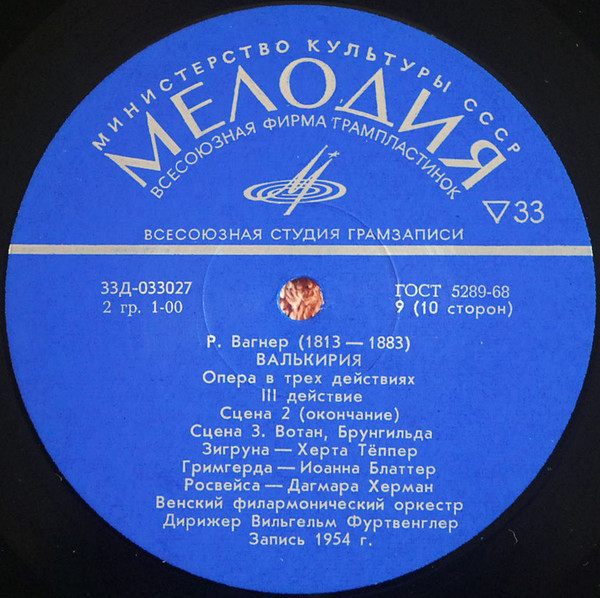 МИНИСТЕРСТВО КУЛЬТУРЫ СССР
МЕЛОДИЯ
ВСЕСОЮЗНАЯ ФИРМА ГРАМПЛАСТИНОК
33
ВСЕСОЮЗНАЯ СТУДИЯ ГРАМЗАПИСИ
33Д-033027
2 гр. 1-00
ГОСТ 5289-68
9 (10 сторон)
Р. Вагнер (1813 — 1883)
ВАЛЬКИРИЯ
Опера в трех действиях
III действие
Сцена 2 (окончание)
Сцена 3. Вотан, Брунгильда
Зигруна — Херта Тёппер
Гримгерда — Иоанна Блаттер
Росвейса — Дагмара Херман
Венский филармонический оркестр
Дирижер Вильгельм Фуртвенглер
Запись 1954 г.